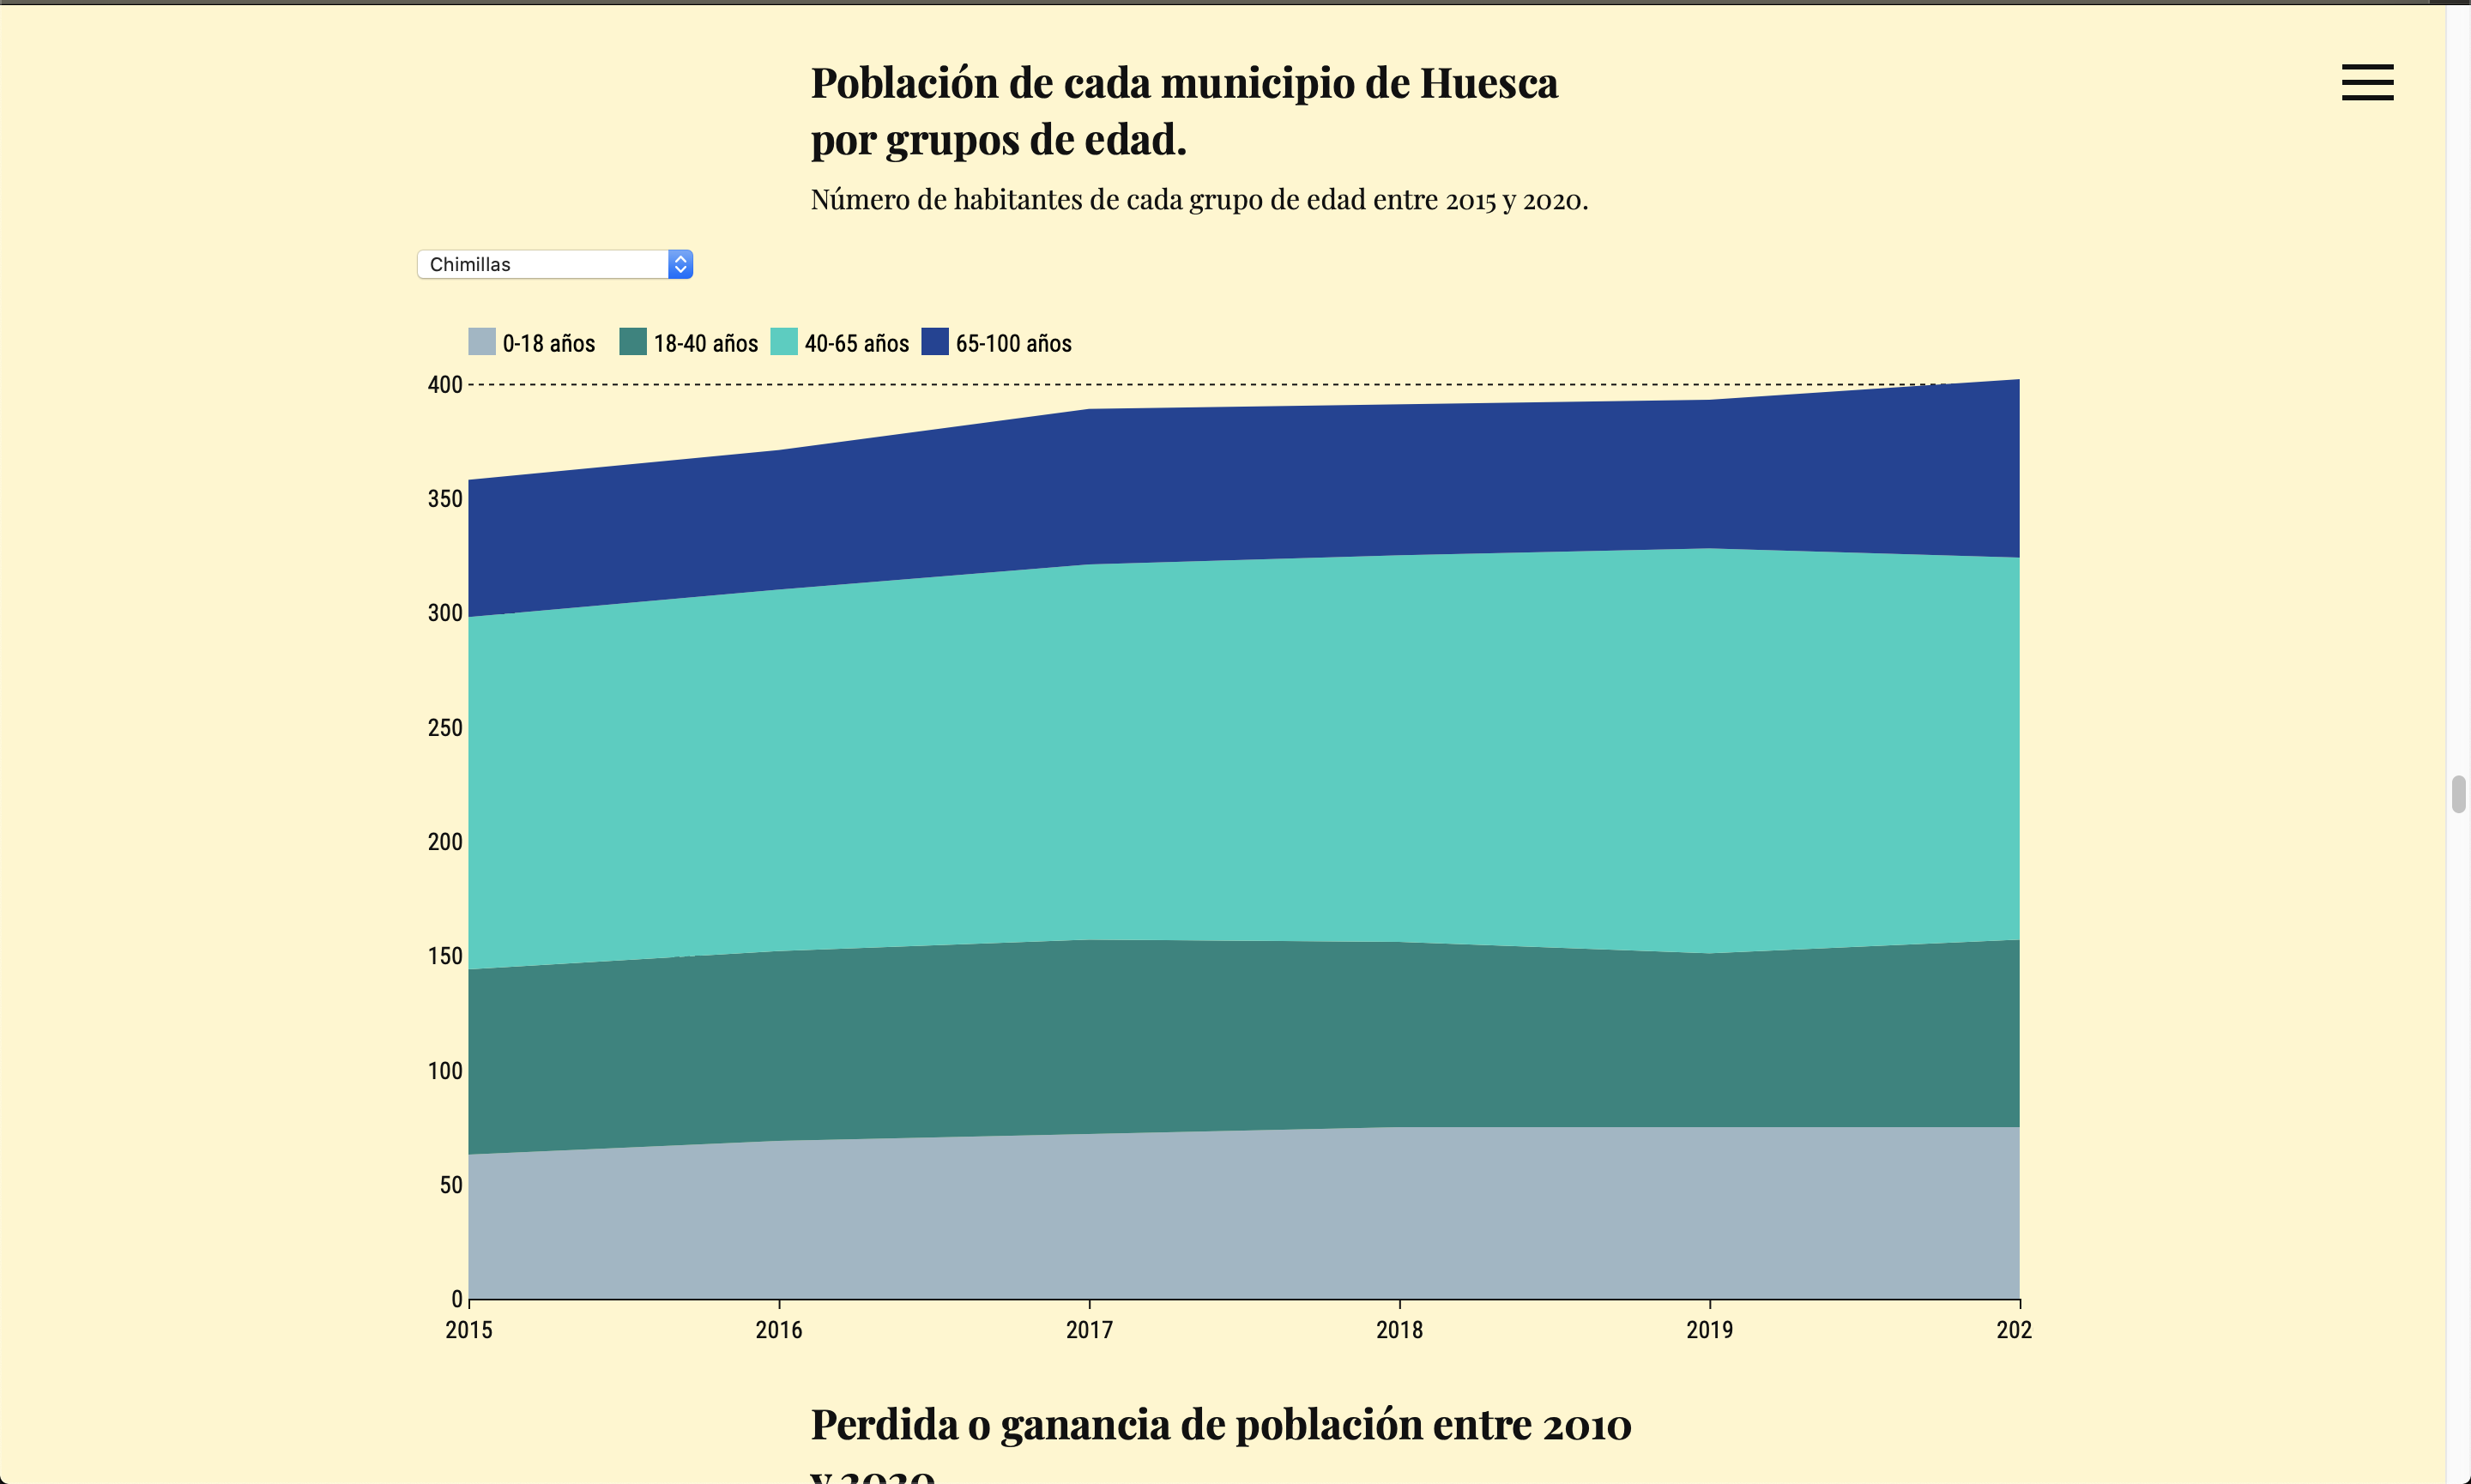 Población de cada municipio de Huesca
por grupos de edad.
Número de habitantes de cada grupo de edad entre 2015 y 2020.
Chimillas
0-18 años 18-40 años 40-65 años 65-100 años
400
350
300
250
200
150
100
50
0
2015 2016 2017 2018 2019 202
Perdida o ganancia de población entre 2010
y 2020